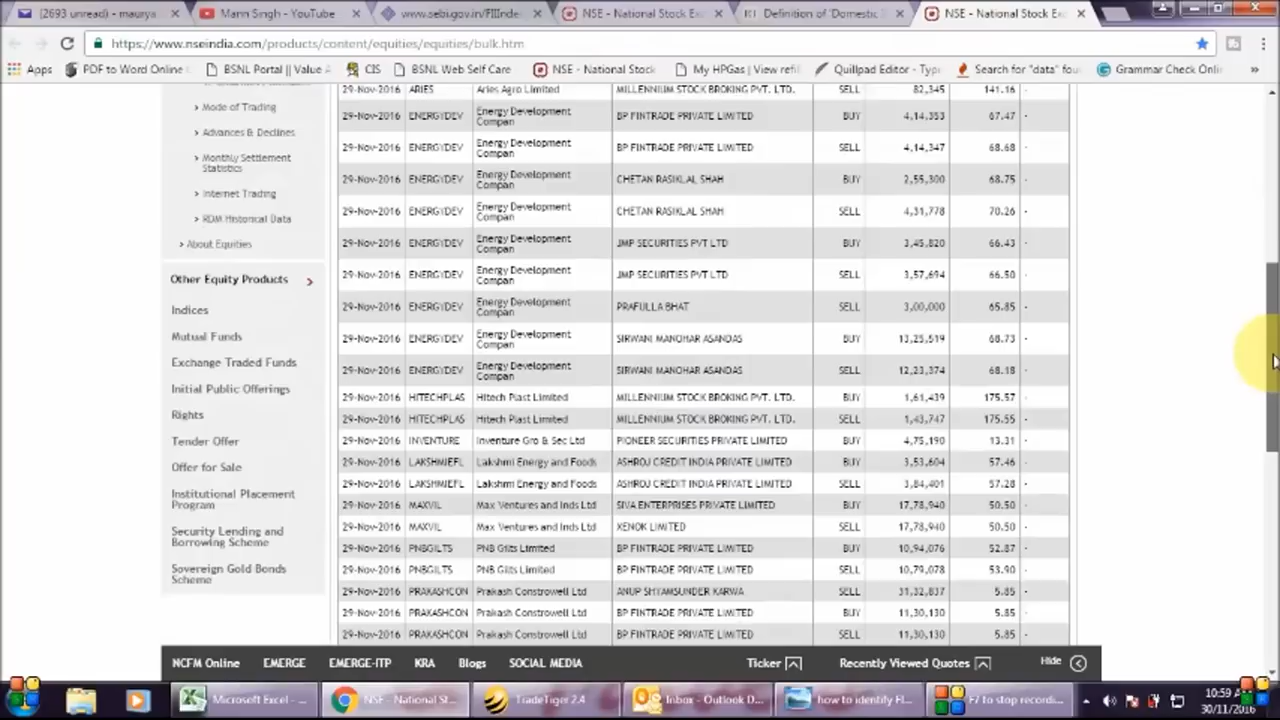 (2693 unread) - maurya
Mann Singh - YouTube
www.sebi.gov.in/FIIInde
NSE - National Stock Ex
Definition of 'Domestic
NSE - National Stock Ex
https://www.nseindia.com/products/content/equities/equities/bulk.htm
Apps PDF to Word Online BSNL Portal || Value A CIS BSNL Web Self Care NSE - National Stock My HPGas | View refil Quillpad Editor - Type Search for "data" fou Grammar Check Onli »
> Mode of Trading
> Advances & Declines
> Monthly Settlement
Statistics
> Internet Trading
> RDM Historical Data
> About Equities
Other Equity Products >
Indices
Mutual Funds
Exchange Traded Funds
Initial Public Offerings
Rights
Tender Offer
Offer for Sale
Institutional Placement
Program
Security Lending and
Borrowing Scheme
Sovereign Gold Bonds
Scheme
29-Nov-2016 ARIES Aries Agro Limited MILLENNIUM STOCK BROKING PVT. LTD. SELL 82,345 141.16 -
29-Nov-2016 ENERGYDEV Energy Development Compan BP FINTRADE PRIVATE LIMITED BUY 4,14,353 67.47 -
29-Nov-2016 ENERGYDEV Energy Development Compan BP FINTRADE PRIVATE LIMITED SELL 4,14,347 68.68 -
29-Nov-2016 ENERGYDEV Energy Development Compan CHETAN RASIKLAL SHAH BUY 2,55,300 68.75 -
29-Nov-2016 ENERGYDEV Energy Development Compan CHETAN RASIKLAL SHAH SELL 4,31,778 70.26 -
29-Nov-2016 ENERGYDEV Energy Development Compan JMP SECURITIES PVT LTD BUY 3,45,820 66.43 -
29-Nov-2016 ENERGYDEV Energy Development Compan JMP SECURITIES PVT LTD SELL 3,57,694 66.50 -
29-Nov-2016 ENERGYDEV Energy Development Compan PRAFULLA BHAT SELL 3,00,000 65.85 -
29-Nov-2016 ENERGYDEV Energy Development Compan SIRWANI MANOHAR ASANDAS BUY 13,25,519 68.73 -
29-Nov-2016 ENERGYDEV Energy Development Compan SIRWANI MANOHAR ASANDAS SELL 12,23,374 68.18 -
29-Nov-2016 HITECHPLAS Hitech Plast Limited MILLENNIUM STOCK BROKING PVT. LTD. BUY 1,61,439 175.57 -
29-Nov-2016 HITECHPLAS Hitech Plast Limited MILLENNIUM STOCK BROKING PVT. LTD. SELL 1,43,747 175.55 -
29-Nov-2016 INVENTURE Inventure Gro & Sec Ltd PIONEER SECURITIES PRIVATE LIMITED BUY 4,75,190 13.31 -
29-Nov-2016 LAKSHMIEFL Lakshmi Energy and Foods ASHROJ CREDIT INDIA PRIVATE LIMITED BUY 3,53,604 57.46 -
29-Nov-2016 LAKSHMIEFL Lakshmi Energy and Foods ASHROJ CREDIT INDIA PRIVATE LIMITED SELL 3,84,401 57.28 -
29-Nov-2016 MAXVIL Max Ventures and Inds Ltd SIVA ENTERPRISES PRIVATE LIMITED BUY 17,78,940 50.50 -
29-Nov-2016 MAXVIL Max Ventures and Inds Ltd XENOK LIMITED SELL 17,78,940 50.50 -
29-Nov-2016 PNBGILTS PNB Gilts Limited BP FINTRADE PRIVATE LIMITED BUY 10,94,076 52.87 -
29-Nov-2016 PNBGILTS PNB Gilts Limited BP FINTRADE PRIVATE LIMITED SELL 10,79,078 53.90 -
29-Nov-2016 PRAKASHCON Prakash Constrowell Ltd ANUP SHYAMSUNDER KARWA SELL 31,32,837 5.85 -
29-Nov-2016 PRAKASHCON Prakash Constrowell Ltd BP FINTRADE PRIVATE LIMITED BUY 11,30,130 5.85 -
29-Nov-2016 PRAKASHCON Prakash Constrowell Ltd BP FINTRADE PRIVATE LIMITED SELL 11,30,130 5.85 -
NCFM Online EMERGE EMERGE-ITP KRA Blogs SOCIAL MEDIA Ticker Recently Viewed Quotes Hide
Microsoft Excel - ... NSE - National St... TradeTiger 2.4 Inbox - Outlook D... how to identify FI... F7 to stop recordi... 10:59
30/11/2016